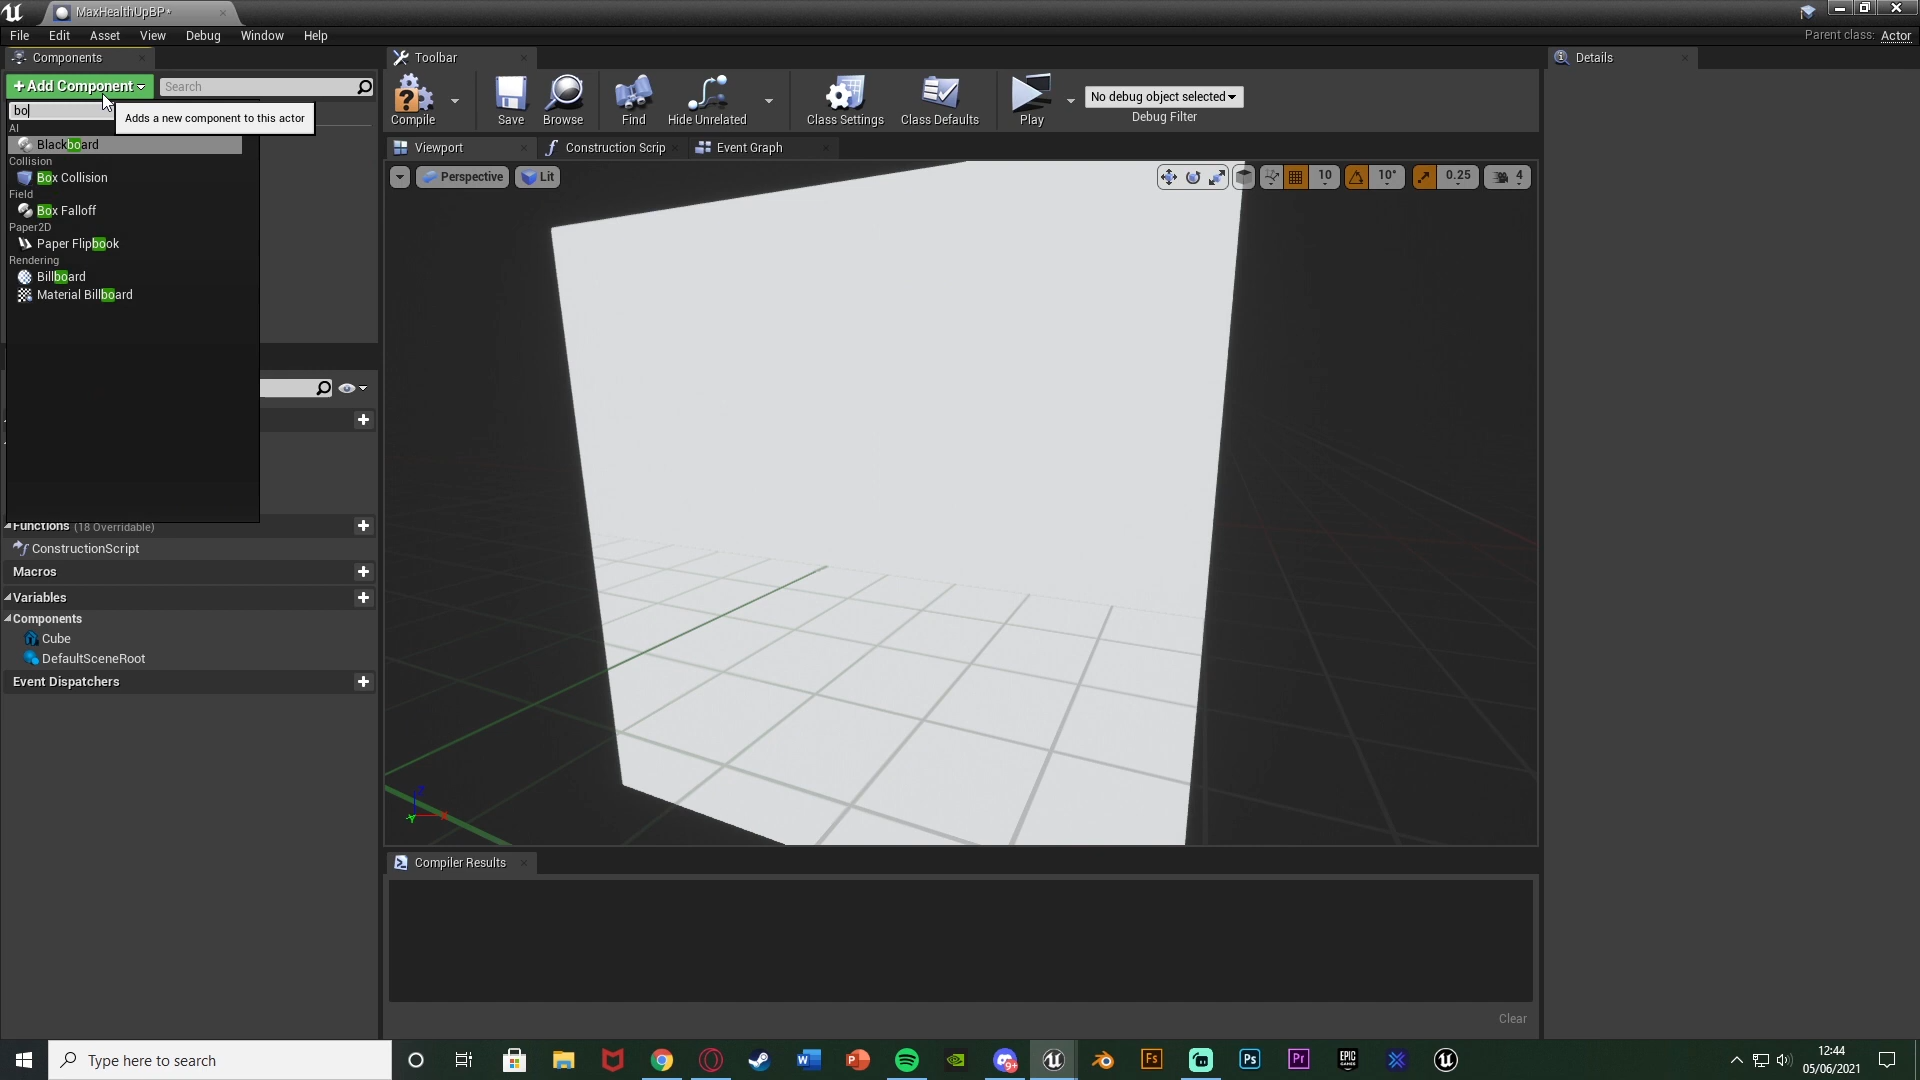 MaxHealthUpBP*
File Edit Asset View Debug Window Help
Parent class: Actor
Components
Toolbar
Details
+ Add Component
Search
bo
Adds a new component to this actor
AI
Blackboard
Collision
Box Collision
Field
Box Falloff
Paper2D
Paper Flipbook
Rendering
Billboard
Material Billboard
Compile
Save
Browse
Find
Hide Unrelated
Class Settings
Class Defaults
Play
No debug object selected
Debug Filter
Viewport
Construction Scrip
Event Graph
Perspective
Lit
10
10°
0.25
4
Functions (18 Overridable)
ConstructionScript
Macros
Variables
Components
Cube
DefaultSceneRoot
Event Dispatchers
Compiler Results
Clear
Type here to search
12:44
05/06/2021